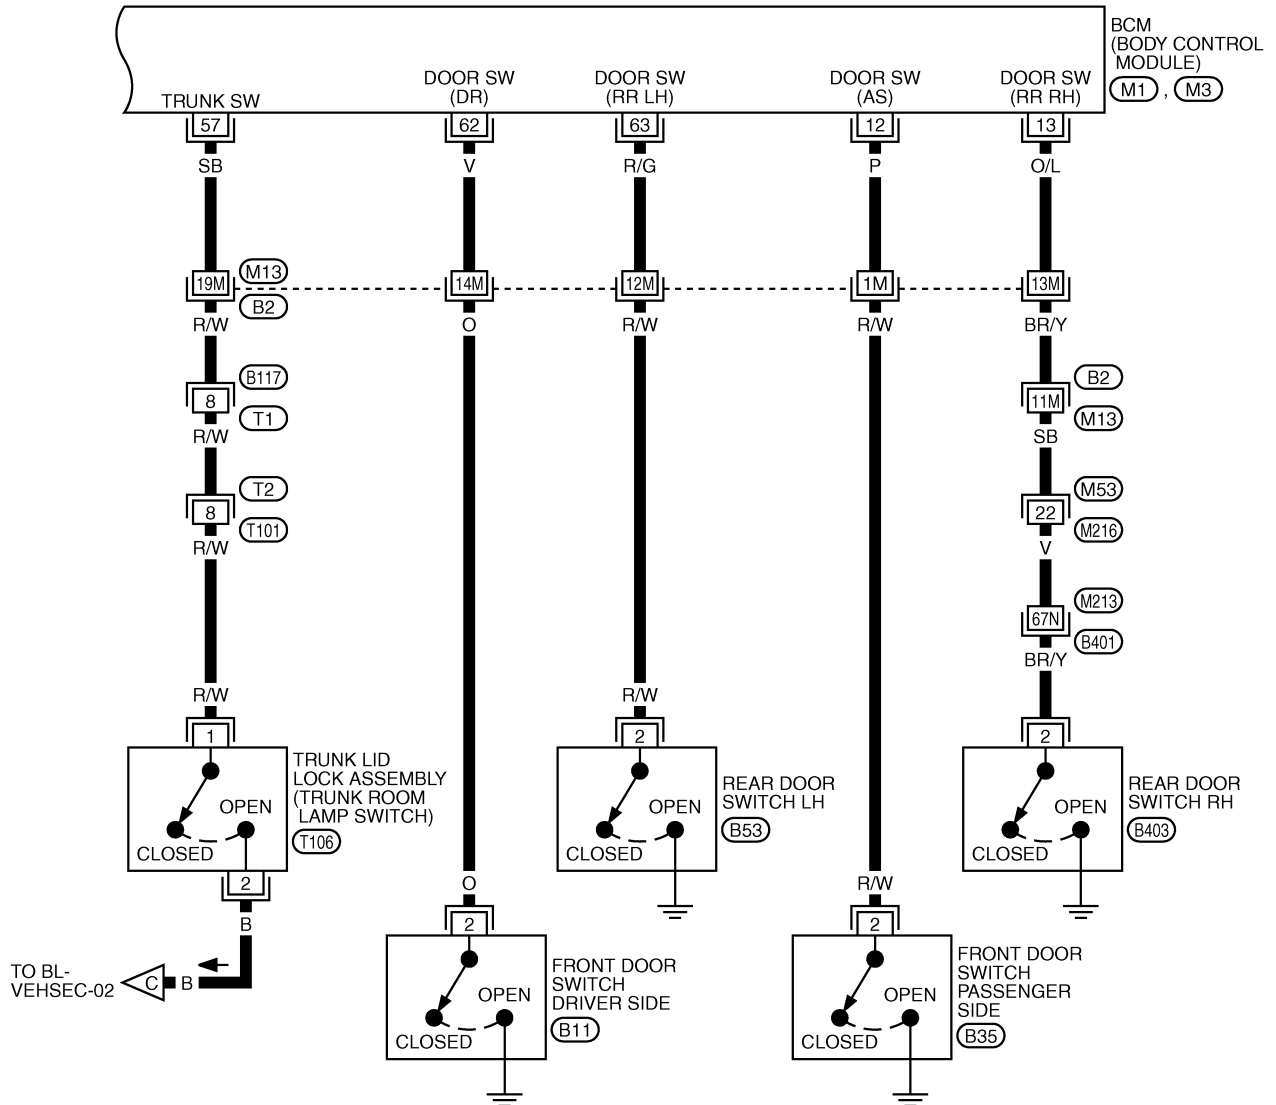 BCM
(BODY CONTROL
MODULE)
M1 , M3
TRUNK SW
DOOR SW
(DR)
DOOR SW
(RR LH)
DOOR SW
(AS)
DOOR SW
(RR RH)
57 62 63 12 13
SB V R/G P O/L
19M M13 14M 12M 1M 13M
B2
R/W O R/W R/W BR/Y
B117 B2
8 11M
T1 M13
R/W SB
T2 M53
8 22
T101 M216
R/W V
M213
67N
B401
BR/Y
R/W R/W
1 2 2
TRUNK LID
LOCK ASSEMBLY
(TRUNK ROOM
LAMP SWITCH)
T106
OPEN
CLOSED
REAR DOOR
SWITCH LH
B53
OPEN
CLOSED
REAR DOOR
SWITCH RH
B403
OPEN
CLOSED
2 O R/W
B 2 2
TO BL-
VEHSEC-02
C B
FRONT DOOR
SWITCH
DRIVER SIDE
B11
OPEN
CLOSED
FRONT DOOR
SWITCH
PASSENGER
SIDE
B35
OPEN
CLOSED